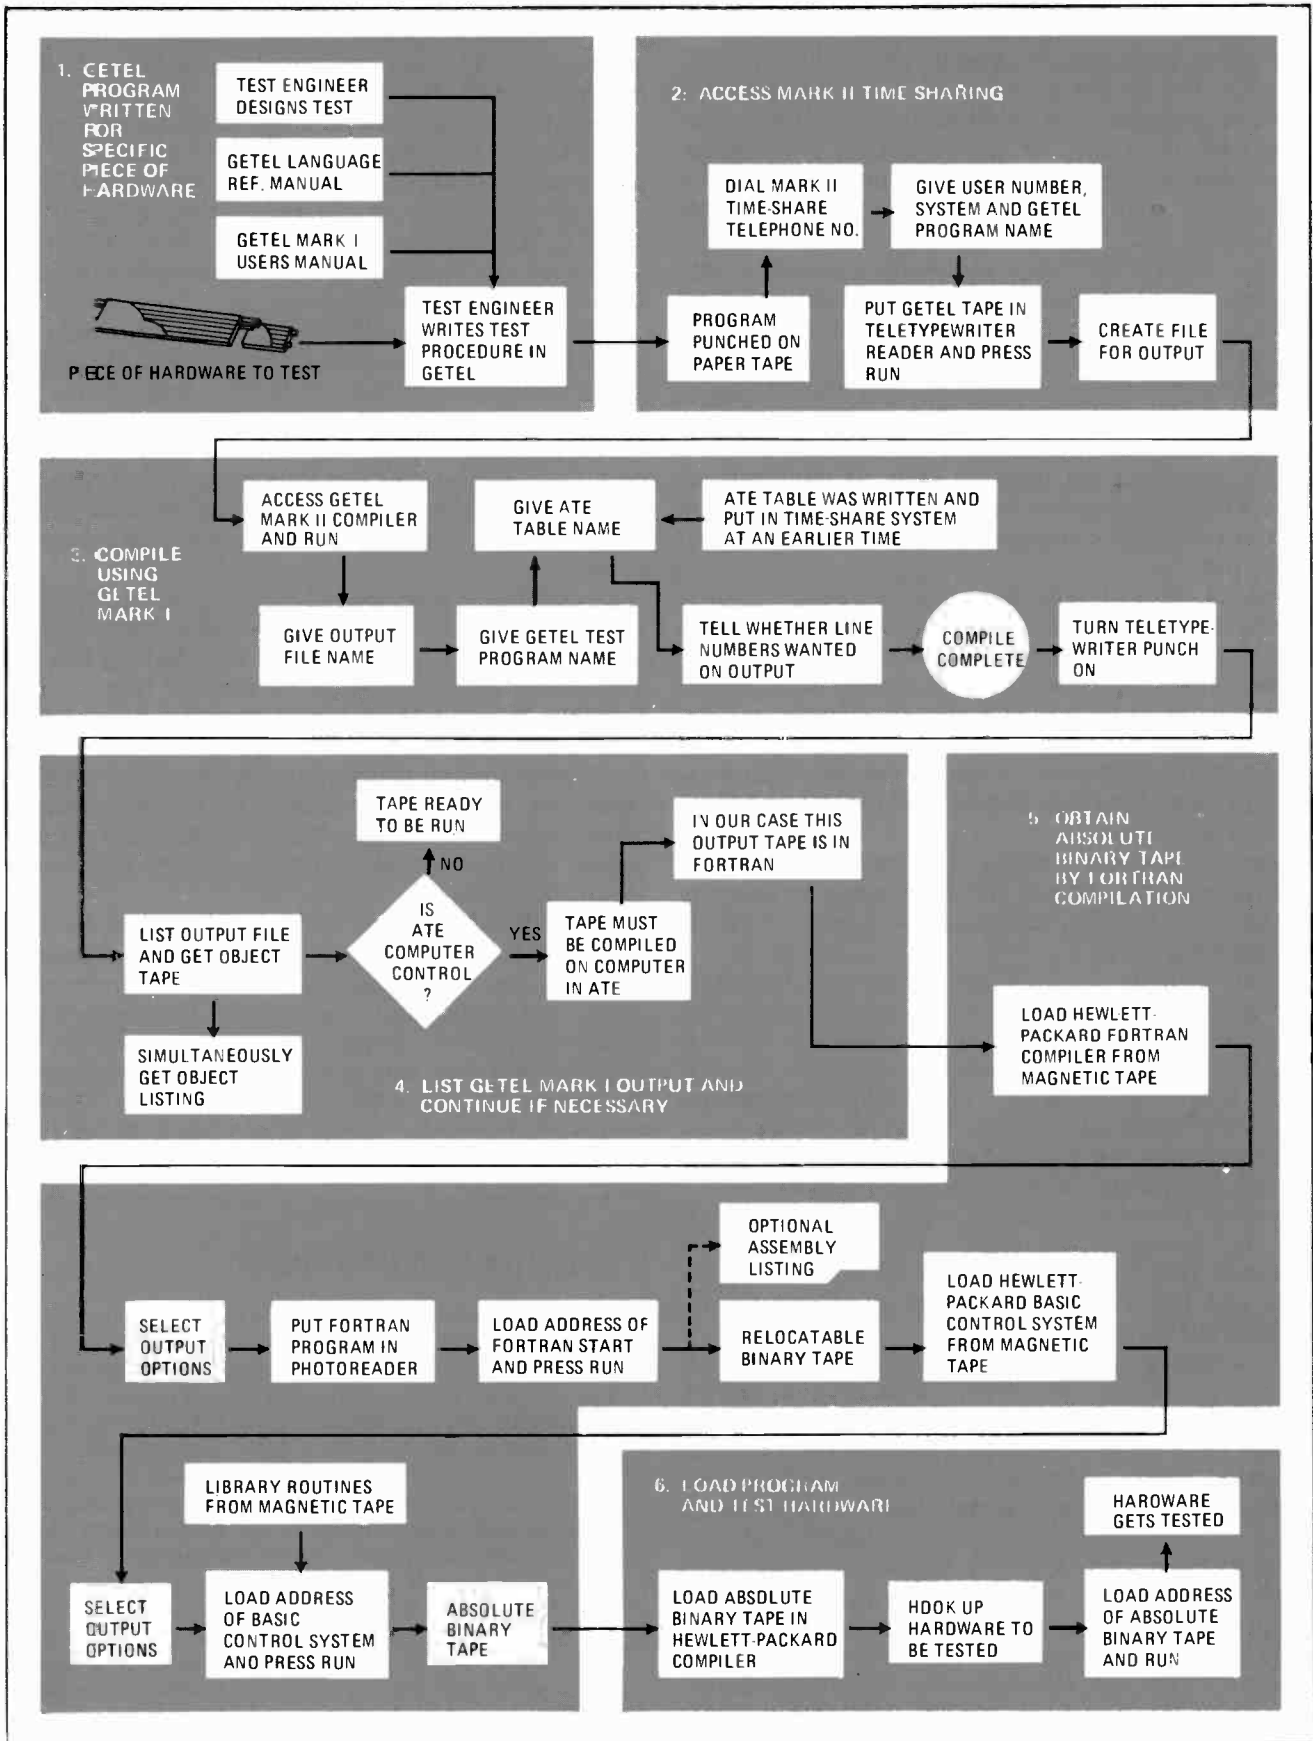 1. GETEL
PROGRAM
WRITTEN
FOR
SPECIFIC
PIECE OF
HARDWARE
TEST ENGINEER
DESIGNS TEST
GETEL LANGUAGE
REF. MANUAL
GETEL MARK I
USERS MANUAL
PIECE OF HARDWARE TO TEST
TEST ENGINEER
WRITES TEST
PROCEDURE IN
GETEL
2: ACCESS MARK II TIME SHARING
PROGRAM
PUNCHED ON
PAPER TAPE
DIAL MARK II
TIME-SHARE
TELEPHONE NO.
GIVE USER NUMBER,
SYSTEM AND GETEL
PROGRAM NAME
PUT GETEL TAPE IN
TELETYPEWRITER
READER AND PRESS
RUN
CREATE FILE
FOR OUTPUT
3. COMPILE
USING
GETEL
MARK I
ACCESS GETEL
MARK II COMPILER
AND RUN
GIVE OUTPUT
FILE NAME
GIVE GETEL TEST
PROGRAM NAME
GIVE ATE
TABLE NAME
ATE TABLE WAS WRITTEN AND
PUT IN TIME-SHARE SYSTEM
AT AN EARLIER TIME
TELL WHETHER LINE
NUMBERS WANTED
ON OUTPUT
COMPILE
COMPLETE
TURN TELETYPE-
WRITER PUNCH
ON
LIST OUTPUT FILE
AND GET OBJECT
TAPE
SIMULTANEOUSLY
GET OBJECT
LISTING
IS
ATE
COMPUTER
CONTROL
?
NO
TAPE READY
TO BE RUN
YES
TAPE MUST
BE COMPILED
ON COMPUTER
IN ATE
IN OUR CASE THIS
OUTPUT TAPE IS IN
FORTRAN
4. LIST GETEL MARK I OUTPUT AND
CONTINUE IF NECESSARY
5 OBTAIN
ABSOLUTE
BINARY TAPE
BY FORTRAN
COMPILATION
LOAD HEWLETT-
PACKARD FORTRAN
COMPILER FROM
MAGNETIC TAPE
SELECT
OUTPUT
OPTIONS
PUT FORTRAN
PROGRAM IN
PHOTOREADER
LOAD ADDRESS OF
FORTRAN START
AND PRESS RUN
OPTIONAL
ASSEMBLY
LISTING
RELOCATABLE
BINARY TAPE
LOAD HEWLETT-
PACKARD BASIC
CONTROL SYSTEM
FROM MAGNETIC
TAPE
LIBRARY ROUTINES
FROM MAGNETIC TAPE
SELECT
OUTPUT
OPTIONS
LOAD ADDRESS
OF BASIC
CONTROL SYSTEM
AND PRESS RUN
ABSOLUTE
BINARY
TAPE
6. LOAD PROGRAM
AND TEST HARDWARE
LOAD ABSOLUTE
BINARY TAPE IN
HEWLETT-PACKARD
COMPILER
HOOK UP
HARDWARE TO
BE TESTED
LOAD ADDRESS
OF ABSOLUTE
BINARY TAPE
AND RUN
HARDWARE
GETS TESTED